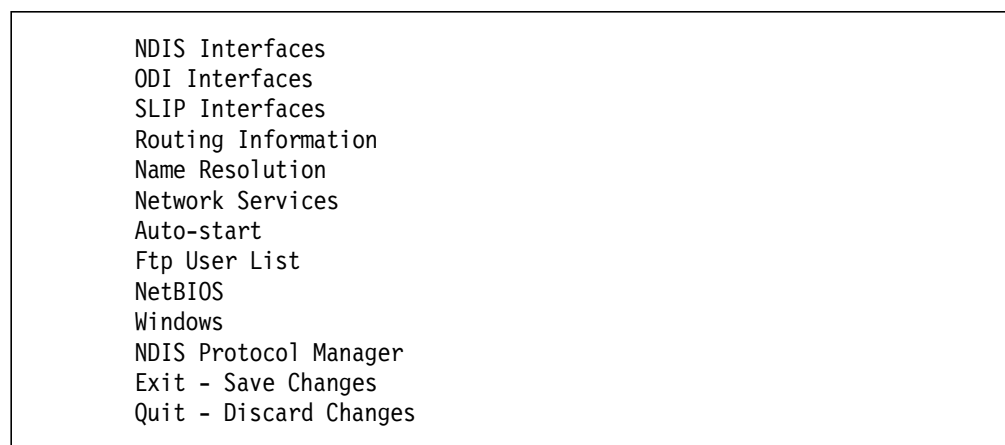 NDIS Interfaces
ODI Interfaces
SLIP Interfaces
Routing Information
Name Resolution
Network Services
Auto-start
Ftp User List
NetBIOS
Windows
NDIS Protocol Manager
Exit - Save Changes
Quit - Discard Changes